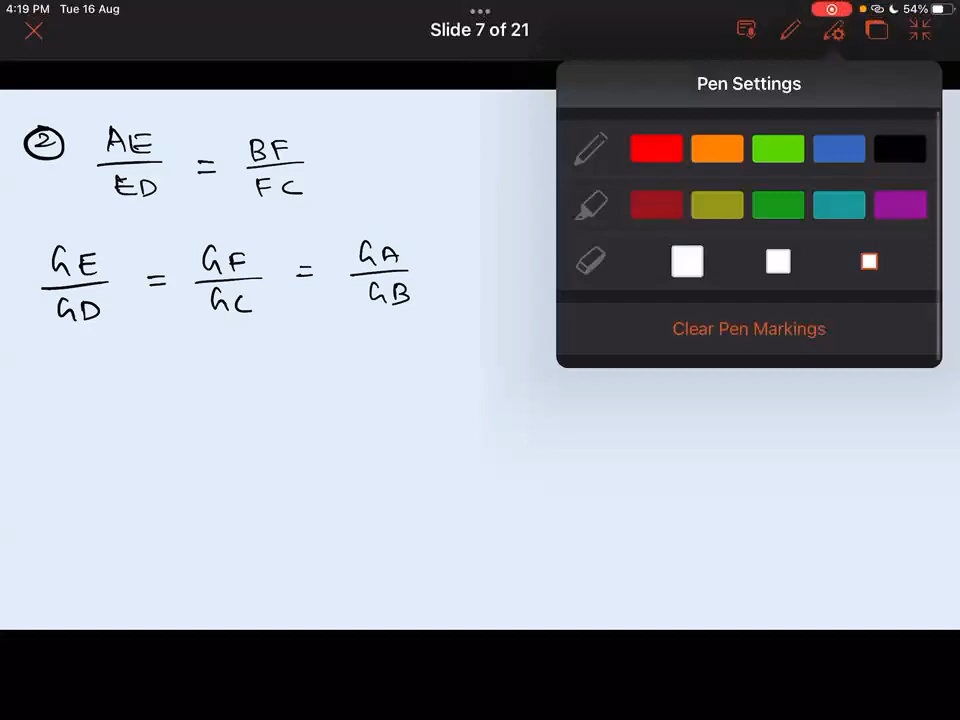 4:19 PM Tue 16 Aug 54%
Slide 7 of 21
Pen Settings
② AE/ED = BF/FC
GE/GD = GF/GC = GA/GB
Clear Pen Markings